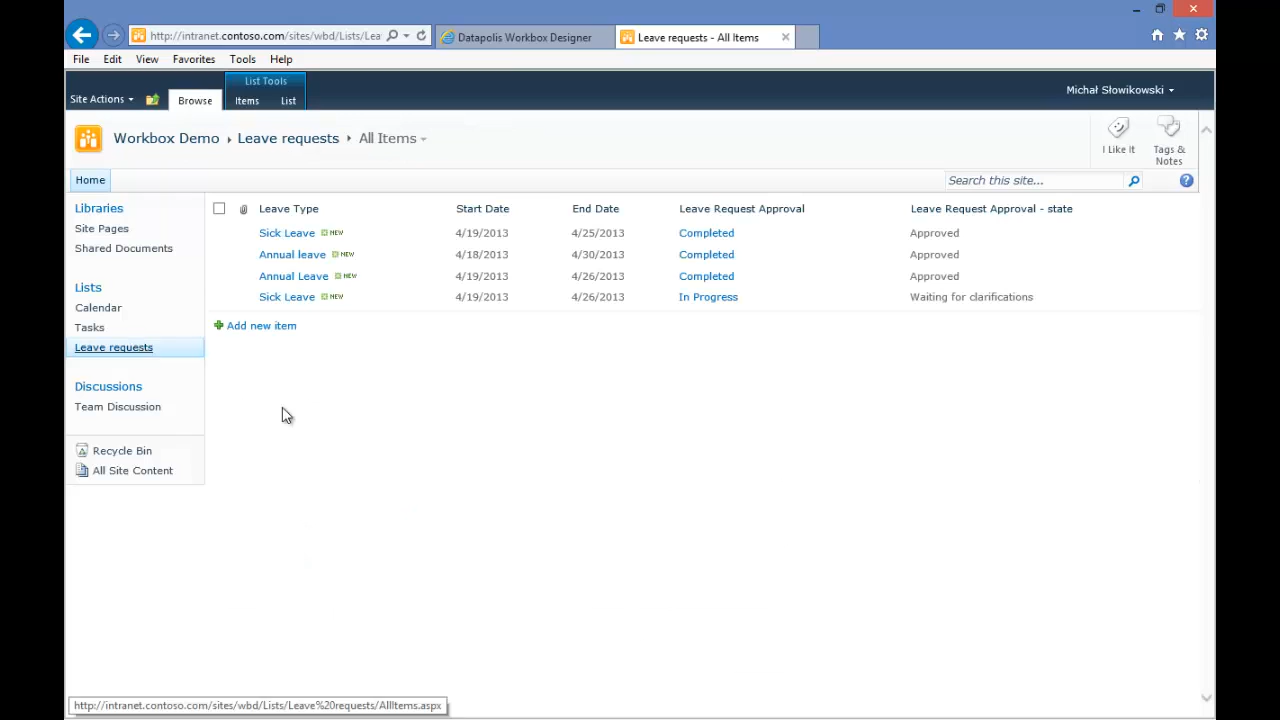 http://intranet.contoso.com/sites/wbd/Lists/Lea
Datapolis Workbox Designer
Leave requests - All Items
File Edit View Favorites Tools Help
List Tools
Site Actions Browse Items List Michał Słowikowski
Workbox Demo Leave requests All Items
I Like It
Tags & Notes
Home
Search this site...
Libraries
Site Pages
Shared Documents
Lists
Calendar
Tasks
Leave requests
Discussions
Team Discussion
Recycle Bin
All Site Content
Leave Type Start Date End Date Leave Request Approval Leave Request Approval - state
Sick Leave NEW 4/19/2013 4/25/2013 Completed Approved
Annual leave NEW 4/18/2013 4/30/2013 Completed Approved
Annual Leave NEW 4/19/2013 4/26/2013 Completed Approved
Sick Leave NEW 4/19/2013 4/26/2013 In Progress Waiting for clarifications
Add new item
http://intranet.contoso.com/sites/wbd/Lists/Leave%20requests/AllItems.aspx